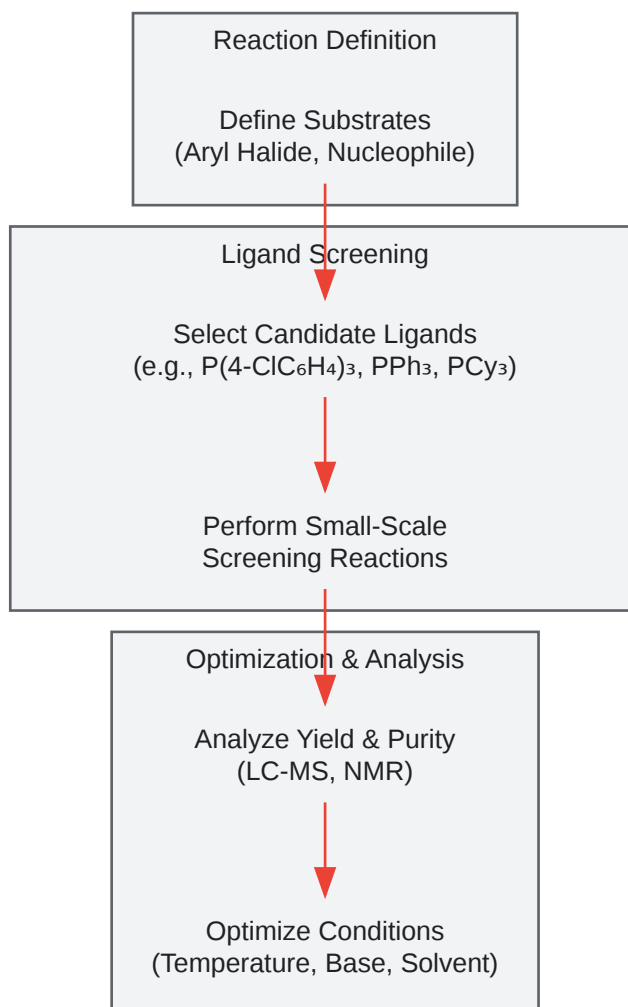 Reaction Definition
Define Substrates
(Aryl Halide, Nucleophile)
Ligand Screening
Select Candidate Ligands
(e.g., P(4-ClC₆H₄)₃, PPh₃, PCy₃)
Perform Small-Scale
Screening Reactions
Optimization & Analysis
Analyze Yield & Purity
(LC-MS, NMR)
Optimize Conditions
(Temperature, Base, Solvent)